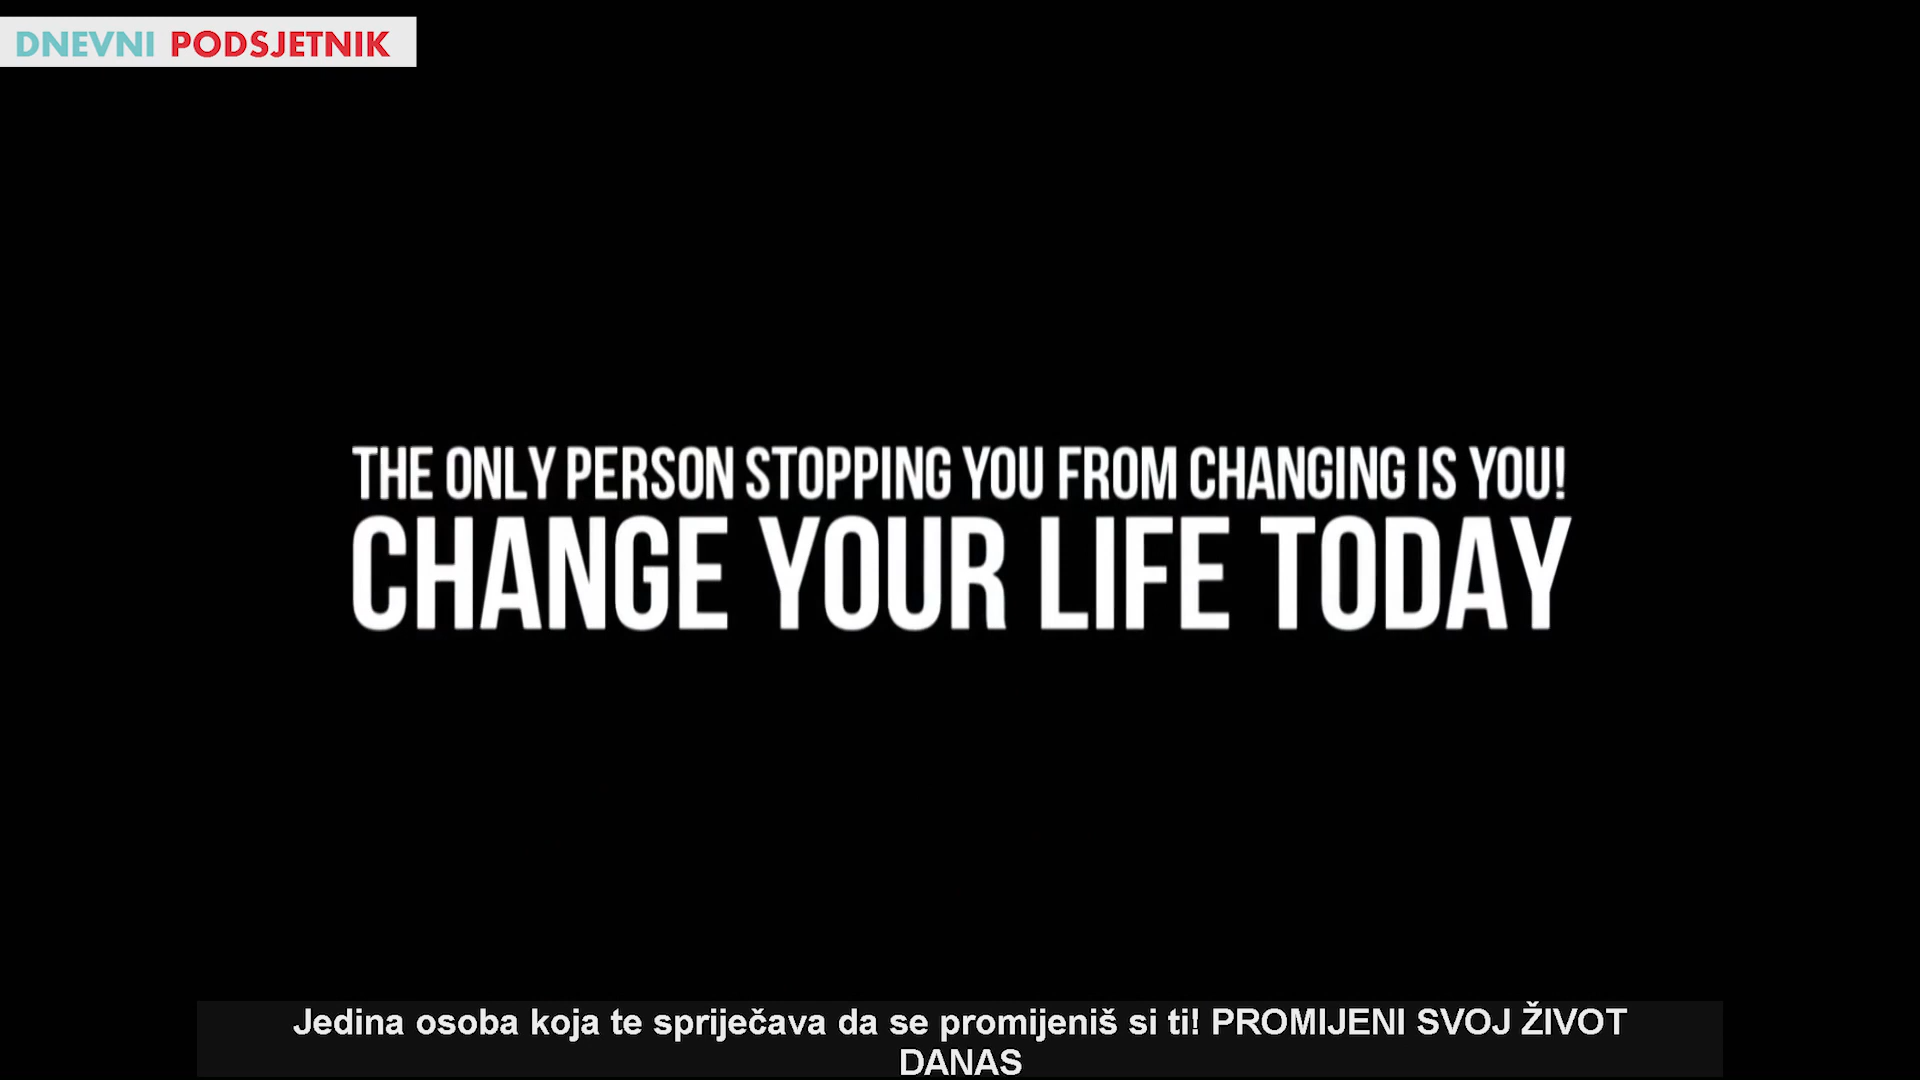 DNEVNI PODSJETNIK
THE ONLY PERSON STOPPING YOU FROM CHANGING IS YOU!
CHANGE YOUR LIFE TODAY
Jedina osoba koja te spriječava da se promijeniš si ti! PROMIJENI SVOJ ŽIVOT
DANAS